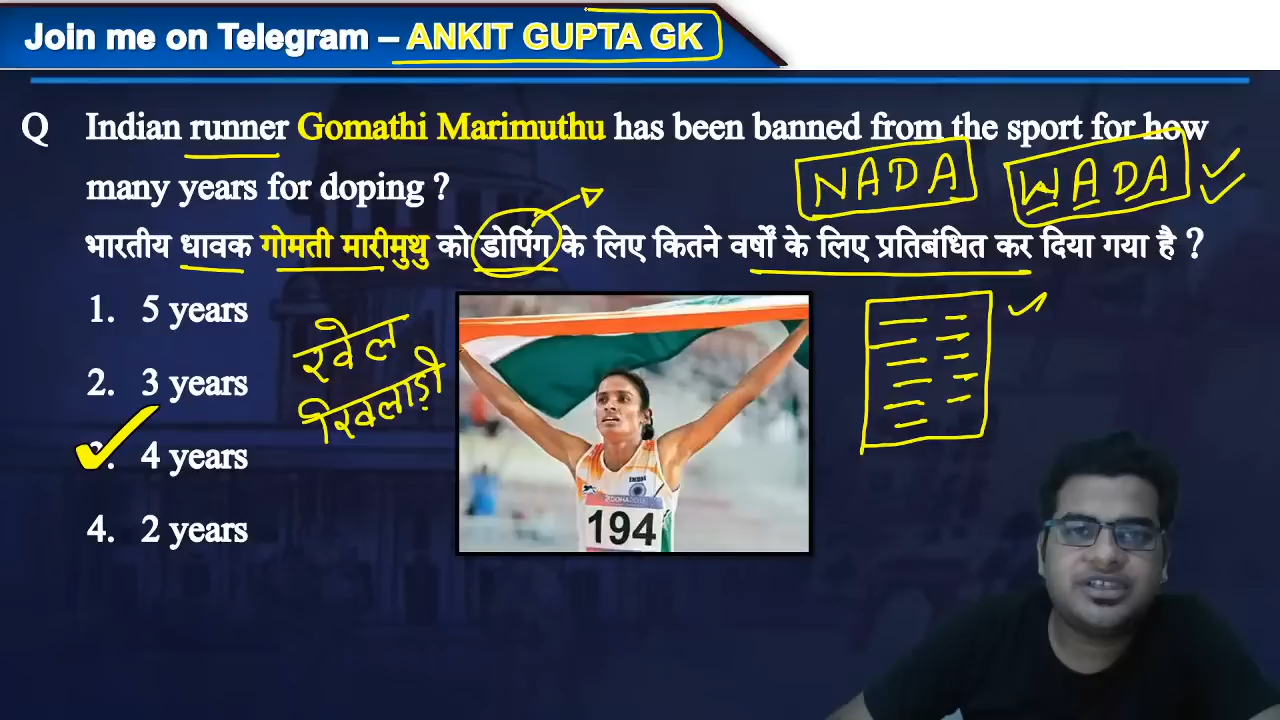 Join me on Telegram – ANKIT GUPTA GK
Q Indian runner Gomathi Marimuthu has been banned from the sport for how
many years for doping ?
NADA WADA
भारतीय धावक गोमती मारीमुथु को डोपिंग के लिए कितने वर्षों के लिए प्रतिबंधित कर दिया गया है ?
1. 5 years
2. 3 years
3. 4 years
4. 2 years
खेल
खिलाड़ी
INDIA
194